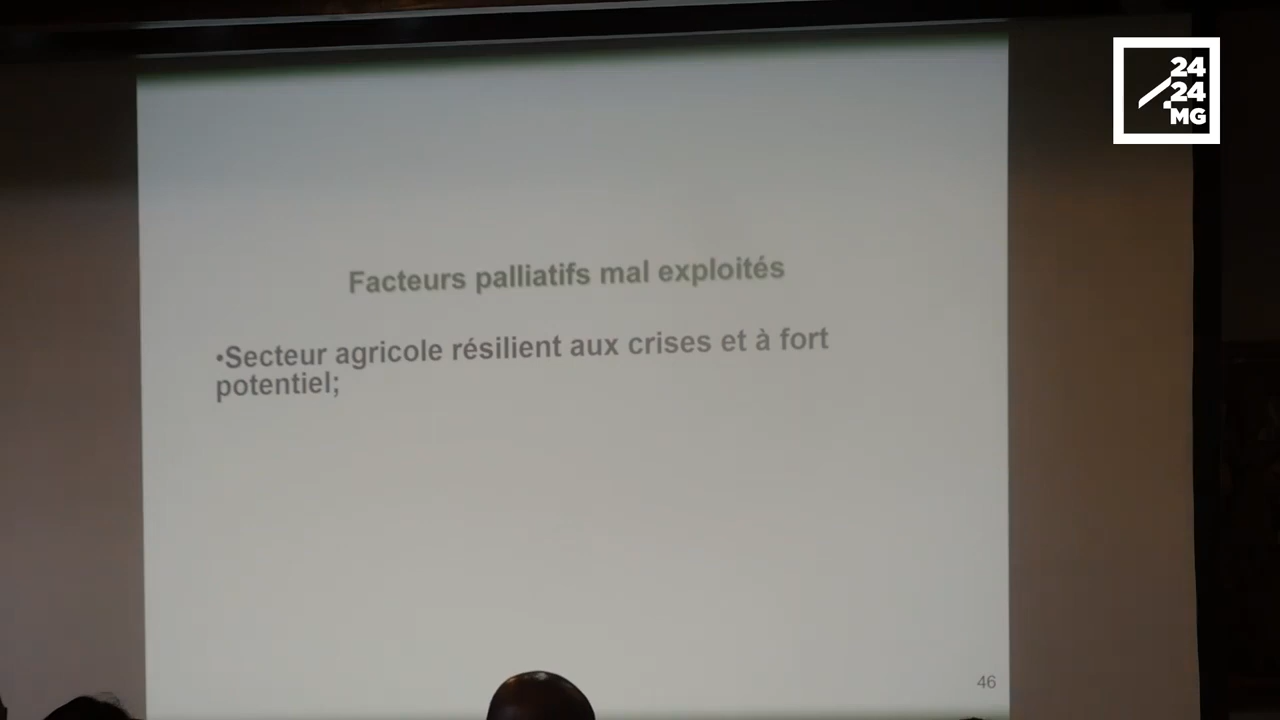 24
24
MG
Facteurs palliatifs mal exploités
•Secteur agricole résilient aux crises et à fort
potentiel;
46